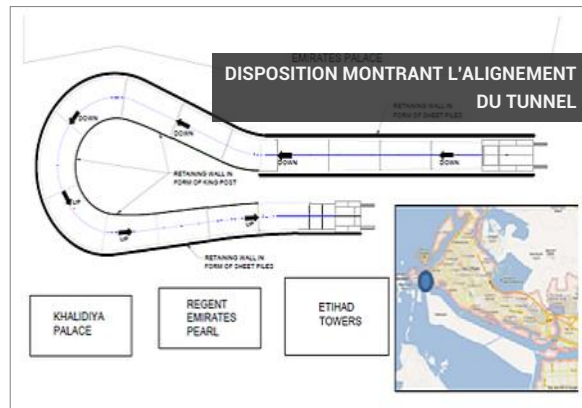 EMIRATES PALACE
DISPOSITION MONTRANT L'ALIGNEMENT
DU TUNNEL
RETAINING WALL IN
FORM OF SHEET PILES
DOWN
DOWN
DOWN
DOWN
RETAINING WALL IN
FORM OF KING POST
UP
UP
UP
RETAINING WALL IN
FORM OF SHEET PILES
KHALIDIYA
PALACE
REGENT
EMIRATES
PEARL
ETIHAD
TOWERS